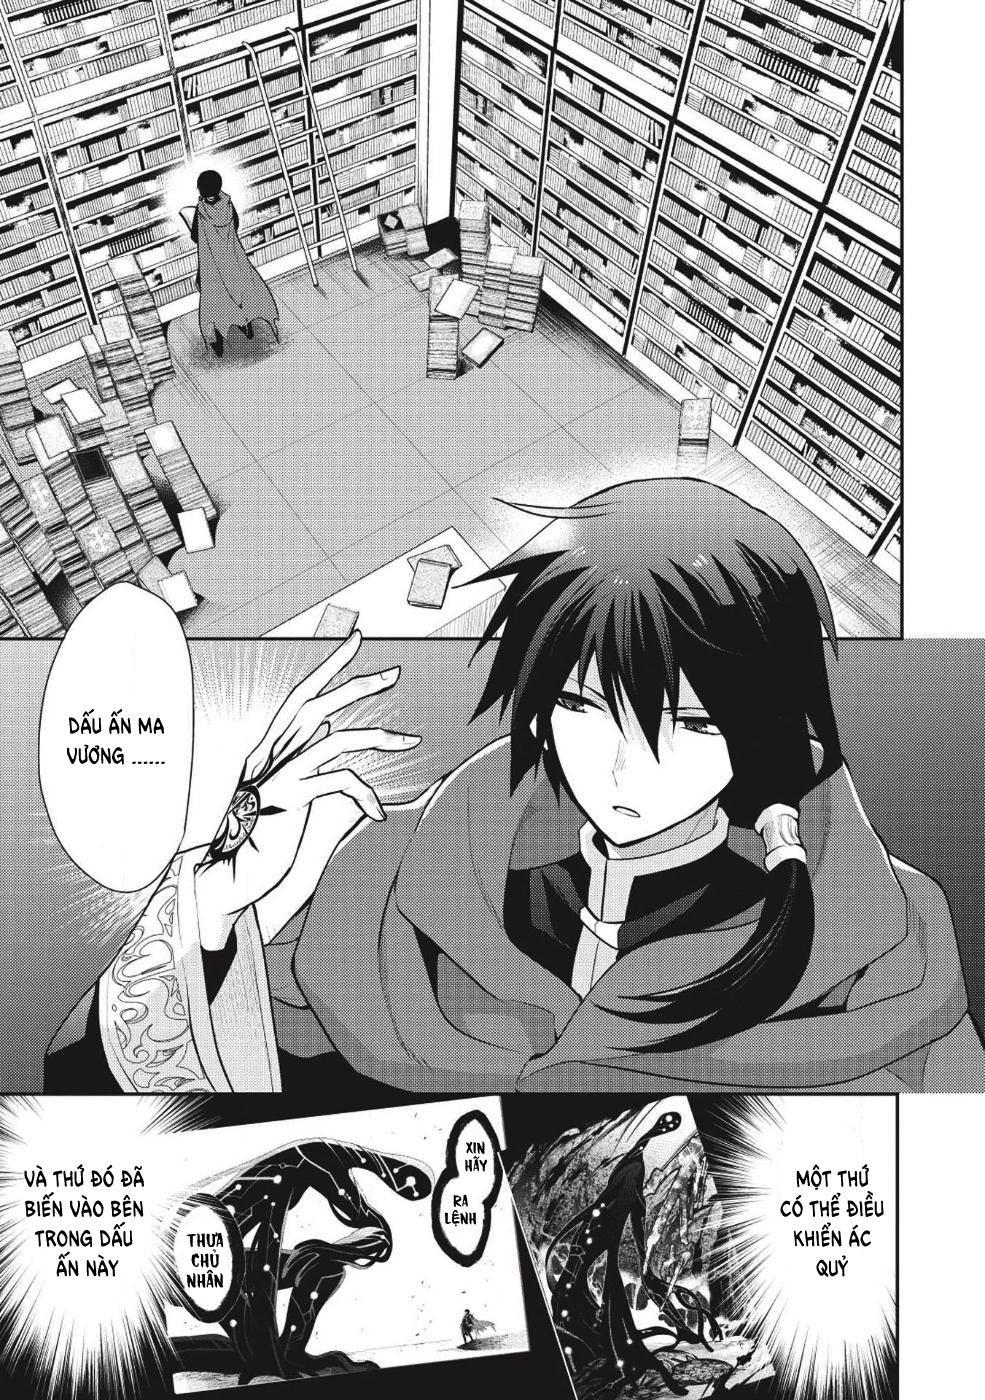 DẤU ẤN MA
VƯƠNG ......
MỘT THỨ
CÓ THỂ ĐIỀU
KHIỂN ÁC
QUỶ
XIN
HÃY
RA
LỆNH
THƯA
CHỦ
NHÂN
VÀ THỨ ĐÓ ĐÃ
BIẾN VÀO BÊN
TRONG DẤU
ẤN NÀY